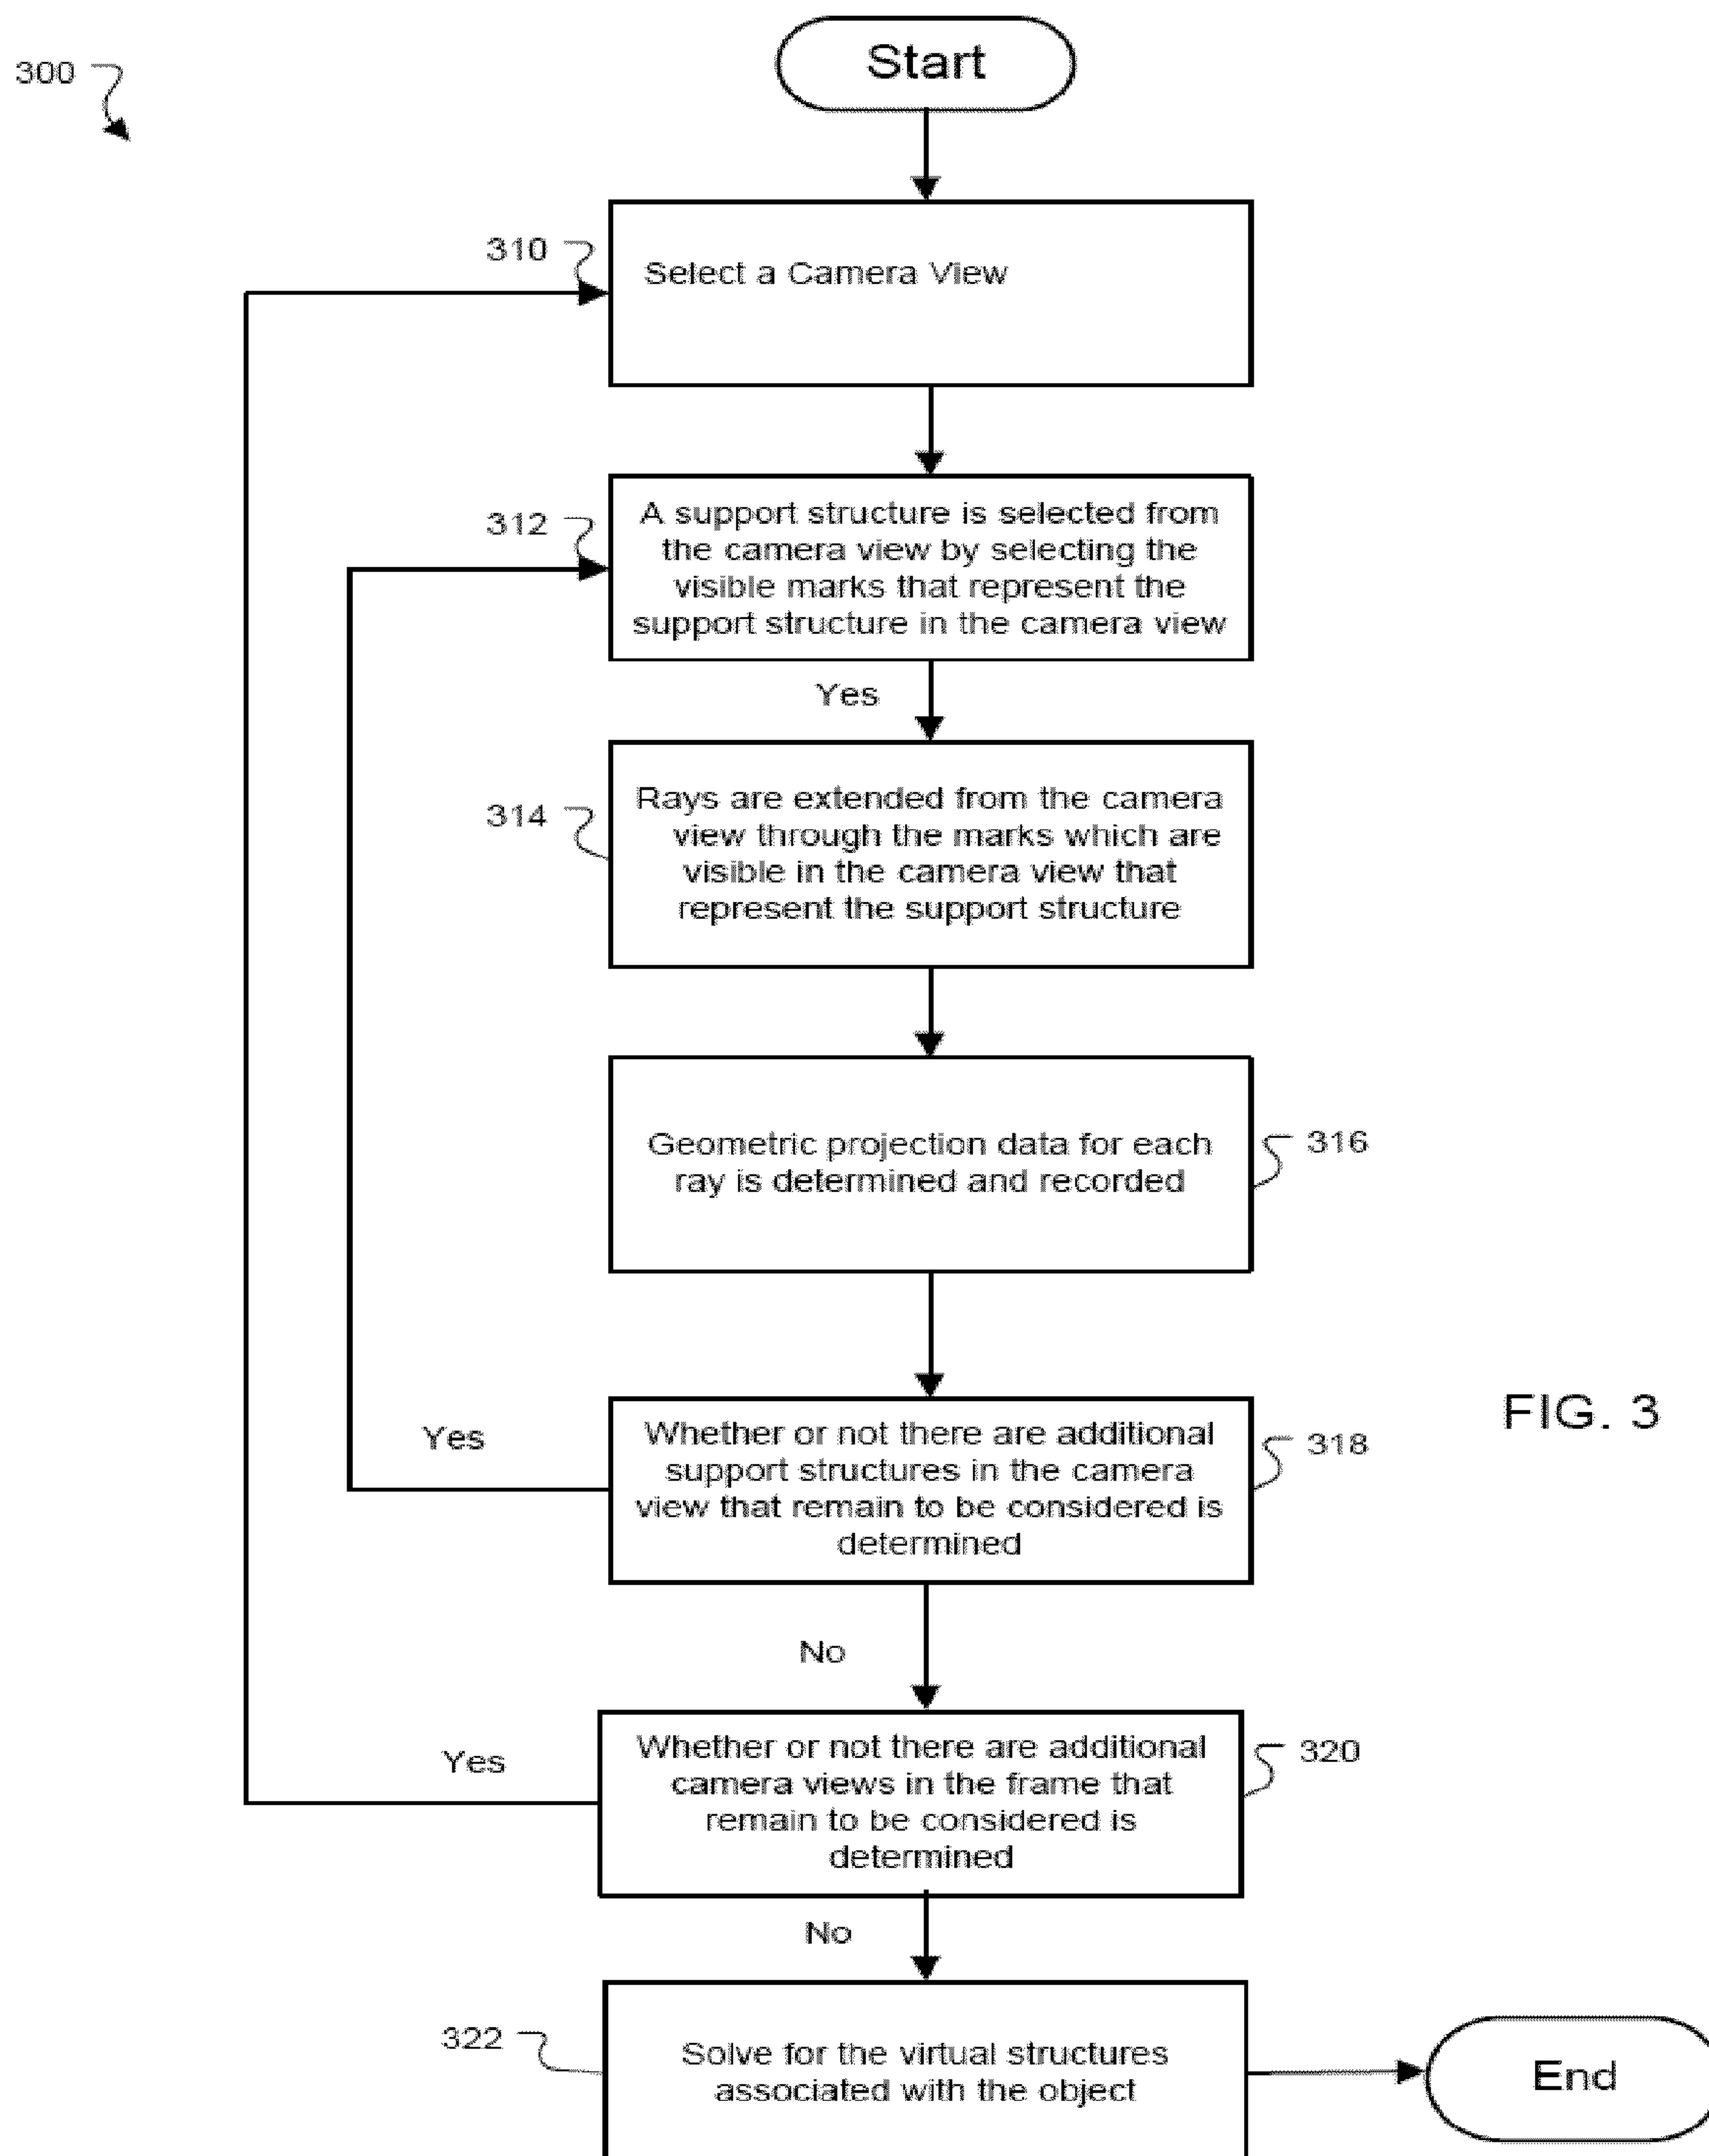 Start
300
310
Select a Camera View
312
A support structure is selected from
the camera view by selecting the
visible marks that represent the
support structure in the camera view
Yes
314
Rays are extended from the camera
view through the marks which are
visible in the camera view that
represent the support structure
Geometric projection data for each
ray is determined and recorded
316
FIG. 3
Yes
Whether or not there are additional
support structures in the camera
view that remain to be considered is
determined
318
No
Yes
Whether or not there are additional
camera views in the frame that
remain to be considered is
determined
320
No
322
Solve for the virtual structures
associated with the object
End